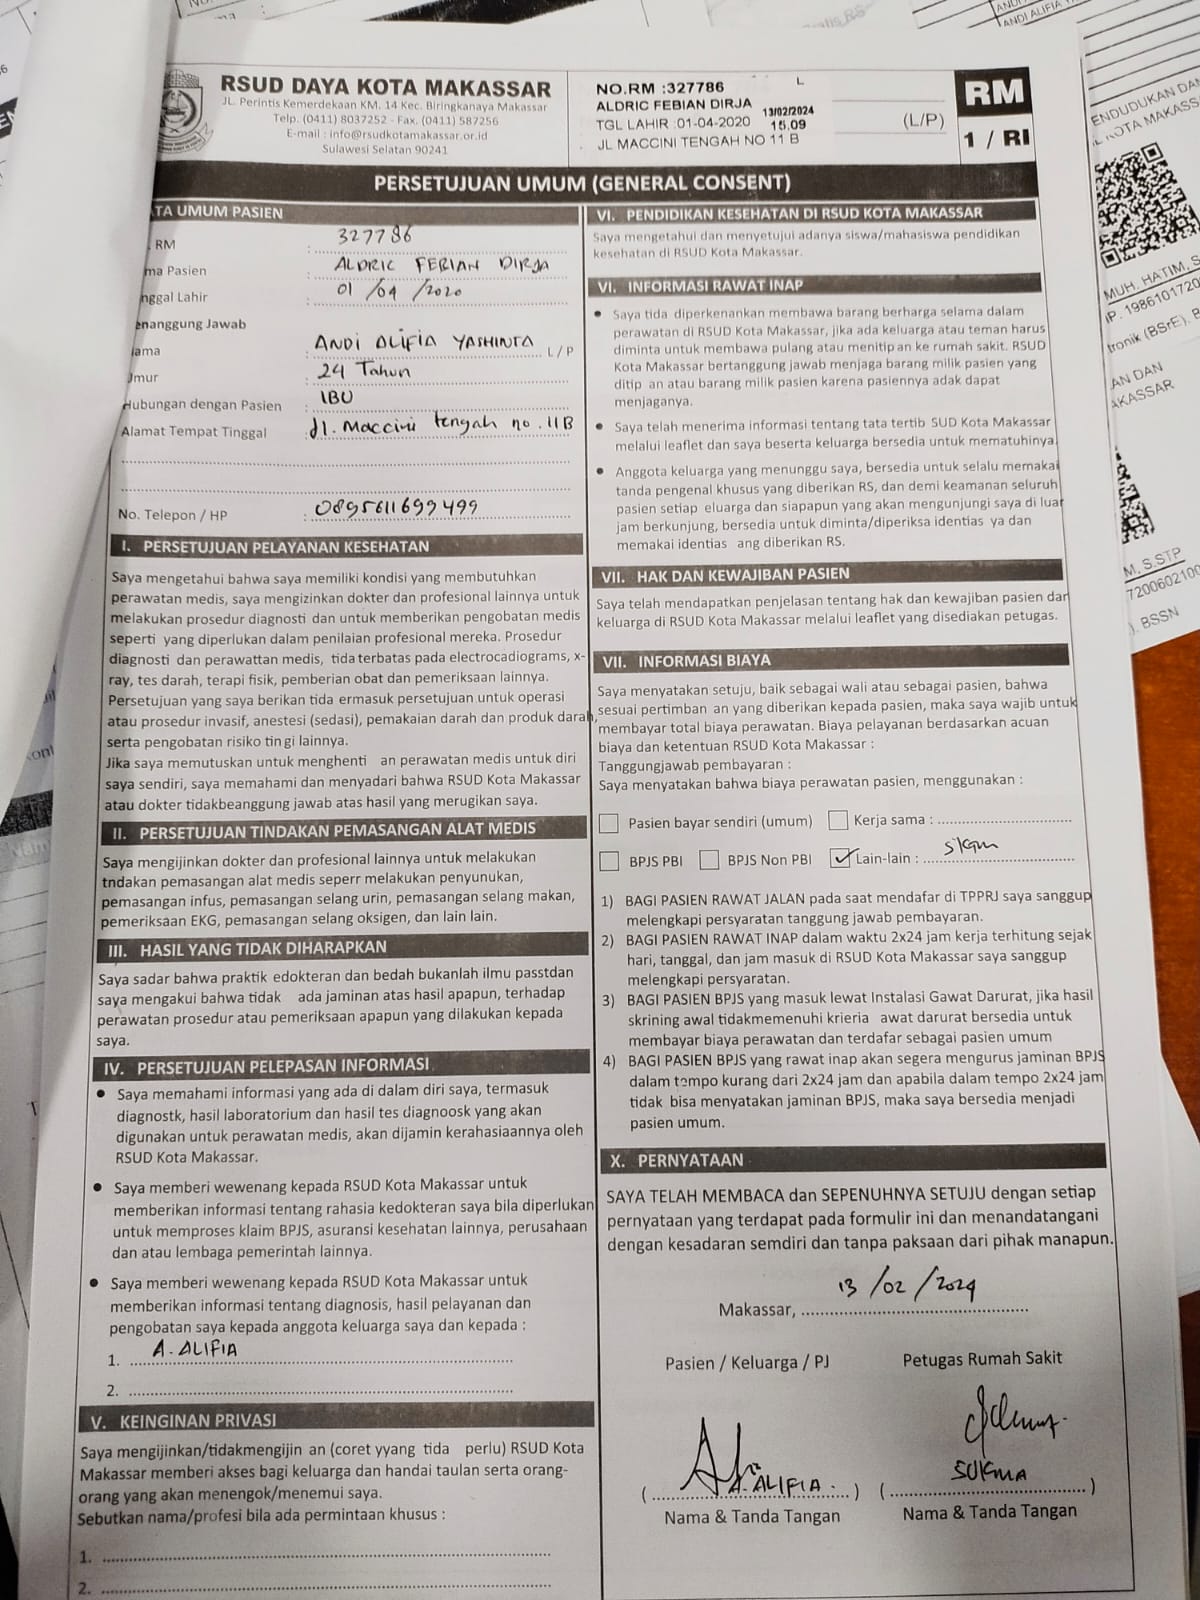 RSUD DAYA KOTA MAKASSAR
JL. Perintis Kemerdekaan KM. 14 Kec. Biringkanaya Makassar
Telp. (0411) 8037252 - Fax. (0411) 587256
E-mail : info@rsudkotamakassar.or.id
Sulawesi Selatan 90241
NO.RM :327786 L
ALDRIC FEBIAN DIRJA 13/02/2024
TGL LAHIR :01-04-2020 15.09
JL MACCINI TENGAH NO 11 B
(L/P)
RM
1 / RI
PERSETUJUAN UMUM (GENERAL CONSENT)
TA UMUM PASIEN
. RM : 327786
ma Pasien : ALDRIC FEBIAN DIRJA
nggal Lahir : 01 /04 /2020
enanggung Jawab
ama : ANDI ALIFIA YASHINTA L/P
Umur : 24 Tahun
Hubungan dengan Pasien : IBU
Alamat Tempat Tinggal : Jl. Maccini tengah no. 11B
No. Telepon / HP : 0895611699499
I. PERSETUJUAN PELAYANAN KESEHATAN
Saya mengetahui bahwa saya memiliki kondisi yang membutuhkan
perawatan medis, saya mengizinkan dokter dan profesional lainnya untuk
melakukan prosedur diagnosti dan untuk memberikan pengobatan medis
seperti yang diperlukan dalam penilaian profesional mereka. Prosedur
diagnosti dan perawattan medis, tida terbatas pada electrocadiograms, x-
ray, tes darah, terapi fisik, pemberian obat dan pemeriksaan lainnya.
Persetujuan yang saya berikan tida ermasuk persetujuan untuk operasi
atau prosedur invasif, anestesi (sedasi), pemakaian darah dan produk darah,
serta pengobatan risiko tin gi lainnya.
Jika saya memutuskan untuk menghenti an perawatan medis untuk diri
saya sendiri, saya memahami dan menyadari bahwa RSUD Kota Makassar
atau dokter tidakbeanggung jawab atas hasil yang merugikan saya.
II. PERSETUJUAN TINDAKAN PEMASANGAN ALAT MEDIS
Saya mengijinkan dokter dan profesional lainnya untuk melakukan
tndakan pemasangan alat medis seperr melakukan penyunukan,
pemasangan infus, pemasangan selang urin, pemasangan selang makan,
pemeriksaan EKG, pemasangan selang oksigen, dan lain lain.
III. HASIL YANG TIDAK DIHARAPKAN
Saya sadar bahwa praktik edokteran dan bedah bukanlah ilmu passtdan
saya mengakui bahwa tidak ada jaminan atas hasil apapun, terhadap
perawatan prosedur atau pemeriksaan apapun yang dilakukan kepada
saya.
IV. PERSETUJUAN PELEPASAN INFORMASI
• Saya memahami informasi yang ada di dalam diri saya, termasuk
diagnostk, hasil laboratorium dan hasil tes diagnoosk yang akan
digunakan untuk perawatan medis, akan dijamin kerahasiaannya oleh
RSUD Kota Makassar.
• Saya memberi wewenang kepada RSUD Kota Makassar untuk
memberikan informasi tentang rahasia kedokteran saya bila diperlukan
untuk memproses klaim BPJS, asuransi kesehatan lainnya, perusahaan
dan atau lembaga pemerintah lainnya.
• Saya memberi wewenang kepada RSUD Kota Makassar untuk
memberikan informasi tentang diagnosis, hasil pelayanan dan
pengobatan saya kepada anggota keluarga saya dan kepada :
1. A. ALIFIA
2.
V. KEINGINAN PRIVASI
Saya mengijinkan/tidakmengijin an (coret yyang tida perlu) RSUD Kota
Makassar memberi akses bagi keluarga dan handai taulan serta orang-
orang yang akan menengok/menemui saya.
Sebutkan nama/profesi bila ada permintaan khusus :
1.
2.
VI. PENDIDIKAN KESEHATAN DI RSUD KOTA MAKASSAR
Saya mengetahui dan menyetujui adanya siswa/mahasiswa pendidikan
kesehatan di RSUD Kota Makassar.
VI. INFORMASI RAWAT INAP
• Saya tida diperkenankan membawa barang berharga selama dalam
perawatan di RSUD Kota Makassar, jika ada keluarga atau teman harus
diminta untuk membawa pulang atau menitipan ke rumah sakit. RSUD
Kota Makassar bertanggung jawab menjaga barang milik pasien yang
ditip an atau barang milik pasien karena pasiennya adak dapat
menjaganya.
• Saya telah menerima informasi tentang tata tertib SUD Kota Makassar
melalui leaflet dan saya beserta keluarga bersedia untuk mematuhinya
• Anggota keluarga yang menunggu saya, bersedia untuk selalu memakai
tanda pengenal khusus yang diberikan RS, dan demi keamanan seluruh
pasien setiap eluarga dan siapapun yang akan mengunjungi saya di luar
jam berkunjung, bersedia untuk diminta/diperiksa identias ya dan
memakai identias ang diberikan RS.
VII. HAK DAN KEWAJIBAN PASIEN
Saya telah mendapatkan penjelasan tentang hak dan kewajiban pasien dar
keluarga di RSUD Kota Makassar melalui leaflet yang disediakan petugas.
VII. INFORMASI BIAYA
Saya menyatakan setuju, baik sebagai wali atau sebagai pasien, bahwa
sesuai pertimban an yang diberikan kepada pasien, maka saya wajib untuk
membayar total biaya perawatan. Biaya pelayanan berdasarkan acuan
biaya dan ketentuan RSUD Kota Makassar :
Tanggungjawab pembayaran :
Saya menyatakan bahwa biaya perawatan pasien, menggunakan :
Pasien bayar sendiri (umum) Kerja sama :
BPJS PBI BPJS Non PBI Lain-lain : SKGM
1) BAGI PASIEN RAWAT JALAN pada saat mendafar di TPPRJ saya sanggup
melengkapi persyaratan tanggung jawab pembayaran.
2) BAGI PASIEN RAWAT INAP dalam waktu 2x24 jam kerja terhitung sejak
hari, tanggal, dan jam masuk di RSUD Kota Makassar saya sanggup
melengkapi persyaratan.
3) BAGI PASIEN BPJS yang masuk lewat Instalasi Gawat Darurat, jika hasil
skrining awal tidakmemenuhi krieria awat darurat bersedia untuk
membayar biaya perawatan dan terdafar sebagai pasien umum
4) BAGI PASIEN BPJS yang rawat inap akan segera mengurus jaminan BPJS
dalam tempo kurang dari 2x24 jam dan apabila dalam tempo 2x24 jam
tidak bisa menyatakan jaminan BPJS, maka saya bersedia menjadi
pasien umum.
X. PERNYATAAN
SAYA TELAH MEMBACA dan SEPENUHNYA SETUJU dengan setiap
pernyataan yang terdapat pada formulir ini dan menandatangani
dengan kesadaran semdiri dan tanpa paksaan dari pihak manapun.
Makassar, 13 /02 /2024
Pasien / Keluarga / PJ Petugas Rumah Sakit
(A. ALIFIA.) (SUKMA)
Nama & Tanda Tangan Nama & Tanda Tangan
ANDI ALIFIA
ENDUDUKAN DAN
KOTA MAKASS
MUH. HATIM, S
IP. 1986101720
tronik (BSrE), B
AN DAN
AKASSAR
M, S.STP
7200602100
), BSSN